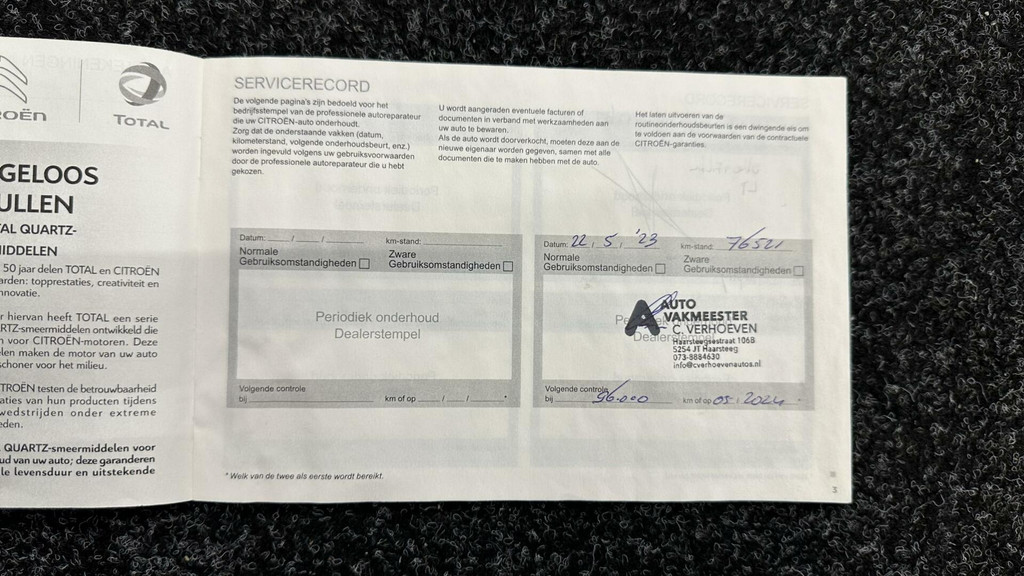 TOTAL
GELOOS
ULLEN
AL QUARTZ-
IDDELEN
50 jaar delen TOTAL en CITROËN
arden: topprestaties, creativiteit en
nnovatie.
r hiervan heeft TOTAL een serie
RTZ-smeermiddelen ontwikkeld die
n voor CITROËN-motoren. Deze
len maken de motor van uw auto
schoner voor het milieu.
TROËN testen de betrouwbaarheid
aties van hun producten tijdens
wedstrijden onder extreme
eden.
QUARTZ-smeermiddelen voor
ud van uw auto; deze garanderen
le levensduur en uitstekende
SERVICERECORD
De volgende pagina's zijn bedoeld voor het
bedrijfstempel van de professionele autoreparateur
die uw CITROËN-auto onderhoudt.
Zorg dat de onderstaande vakken (datum,
kilometerstand, volgende onderhoudsbeurt, enz.)
worden ingevuld volgens uw gebruiksvoorwaarden
door de professionele autoreparateur die u hebt
gekozen.
U wordt aangeraden eventuele facturen of
documenten in verband met werkzaamheden aan
uw auto te bewaren.
Als de auto wordt doorverkocht, moeten deze aan de
nieuwe eigenaar worden gegeven, samen met alle
documenten die te maken hebben met de auto.
Het laten uitvoeren van de
routineonderhoudsbeurten is een dwingende eis om
te voldoen aan de voorwaarden van de contractuele
CITROËN-garanties.
Datum: / /
km-stand:
Normale
Gebruiksomstandigheden
Zware
Gebruiksomstandigheden
Periodiek onderhoud
Dealerstempel
Volgende controle
bij km of op / / *
Datum: 22 / 5 / '23
km-stand: 76521
Normale
Gebruiksomstandigheden
Zware
Gebruiksomstandigheden
AUTO
VAKMEESTER
C. VERHOEVEN
Haarsteegsestraat 106B
5254 JT Haarsteeg
073-8884630
info@cverhoevenautos.nl
Volgende controle
bij 96.000 km of op 05 / 2024 *
* Welk van de twee als eerste wordt bereikt.
3